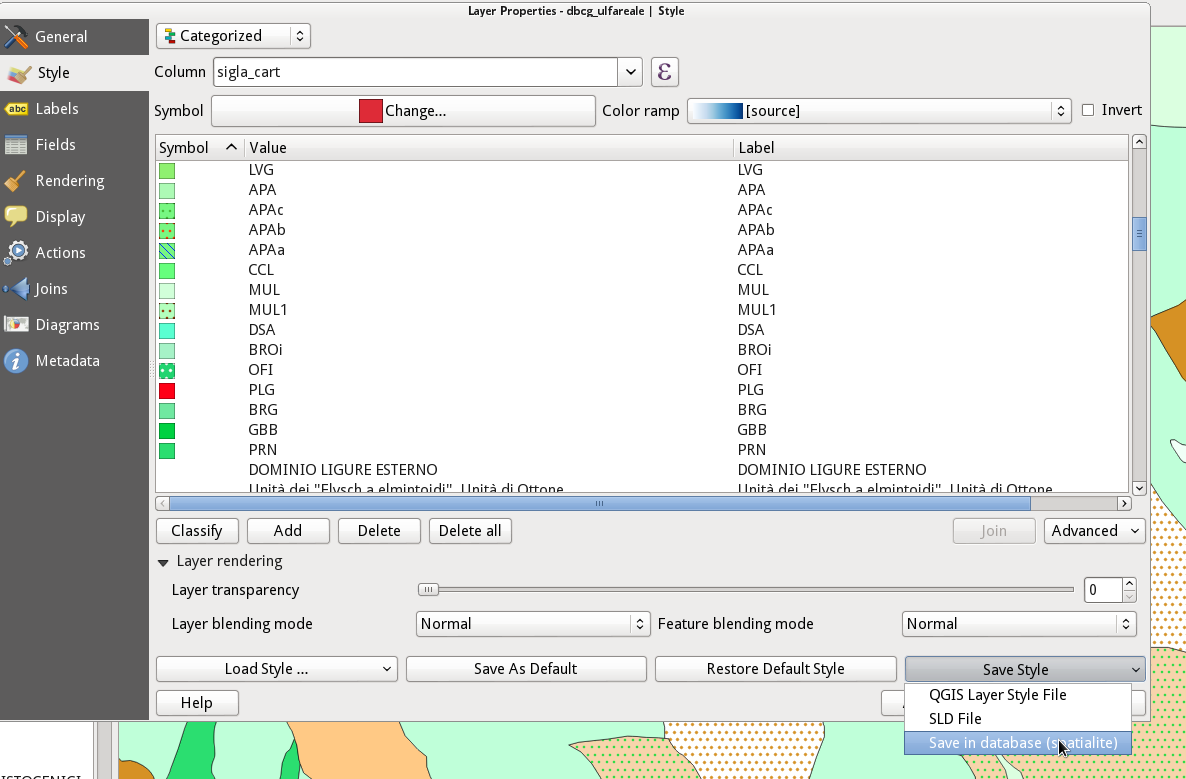 Layer Properties - dbcg_ulfareale | Style
General
Style
Labels
Fields
Rendering
Display
Actions
Joins
Diagrams
Metadata
Categorized
Column sigla_cart ε
Symbol Change... Color ramp [source] Invert
Symbol Value Label
LVG LVG
APA APA
APAc APAc
APAb APAb
APAa APAa
CCL CCL
MUL MUL
MUL1 MUL1
DSA DSA
BROi BROi
OFI OFI
PLG PLG
BRG BRG
GBB GBB
PRN PRN
DOMINIO LIGURE ESTERNO DOMINIO LIGURE ESTERNO
Unità dei "Flysch a elmintoidi" Unità di Ottone Unità dei "Flysch a elmintoidi" Unità di Ottone
Classify Add Delete Delete all Join Advanced
Layer rendering
Layer transparency 0
Layer blending mode Normal Feature blending mode Normal
Load Style ... Save As Default Restore Default Style Save Style
Help
QGIS Layer Style File
SLD File
Save in database (spatialite)